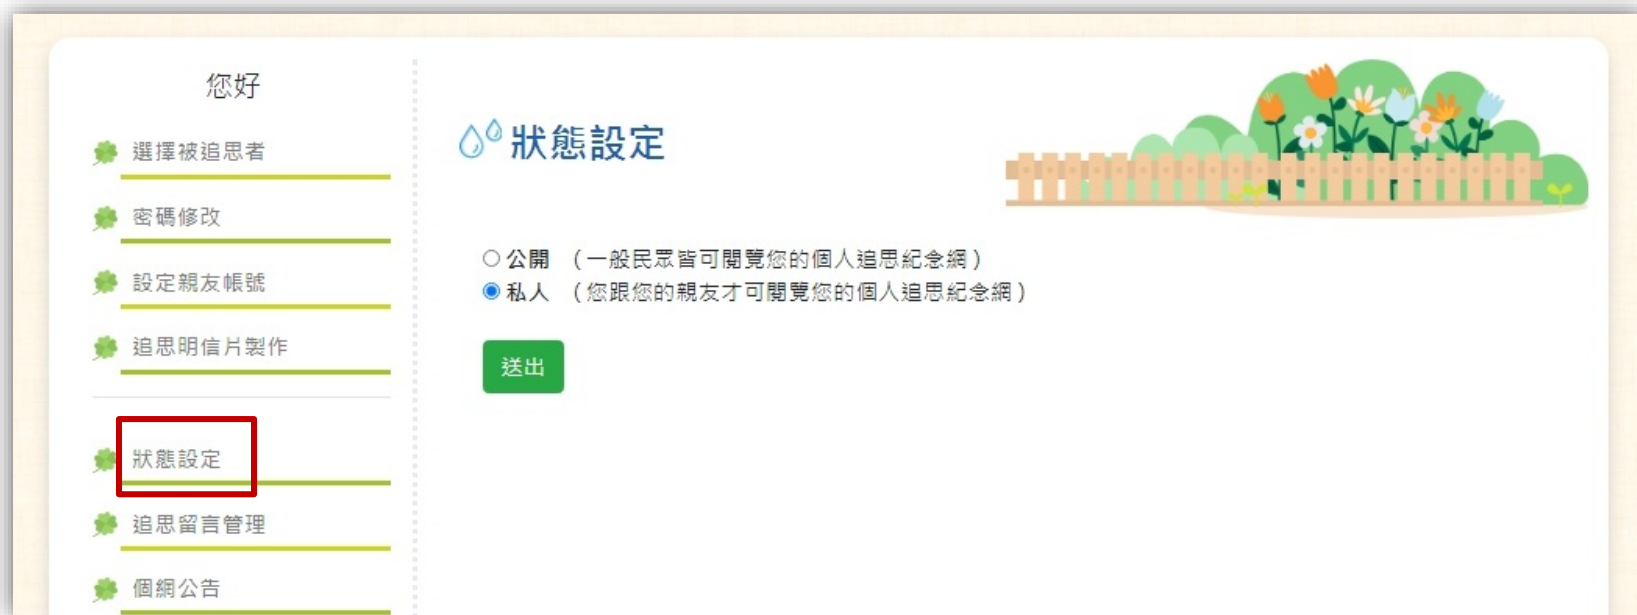 您好
選擇被追思者
密碼修改
設定親友帳號
追思明信片製作
狀態設定
追思留言管理
個網公告
狀態設定
公開 (一般民眾皆可閱覽您的個人追思紀念網)
私人 (您跟您的親友才可閱覽您的個人追思紀念網)
送出